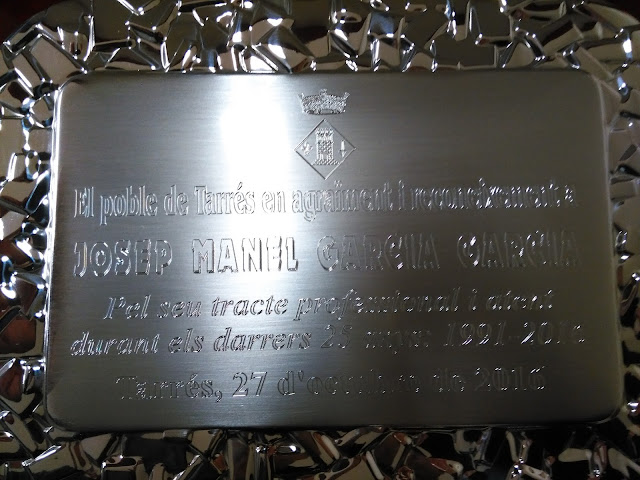 El poble de Tarrés en agraïment i reconeixement a
JOSEP MANEL GARCIA GARCIA
Pel seu tracte professional i atent
durant els darrers 25 anys 1991-2016
Tarrés, 27 d'octubre de 2016